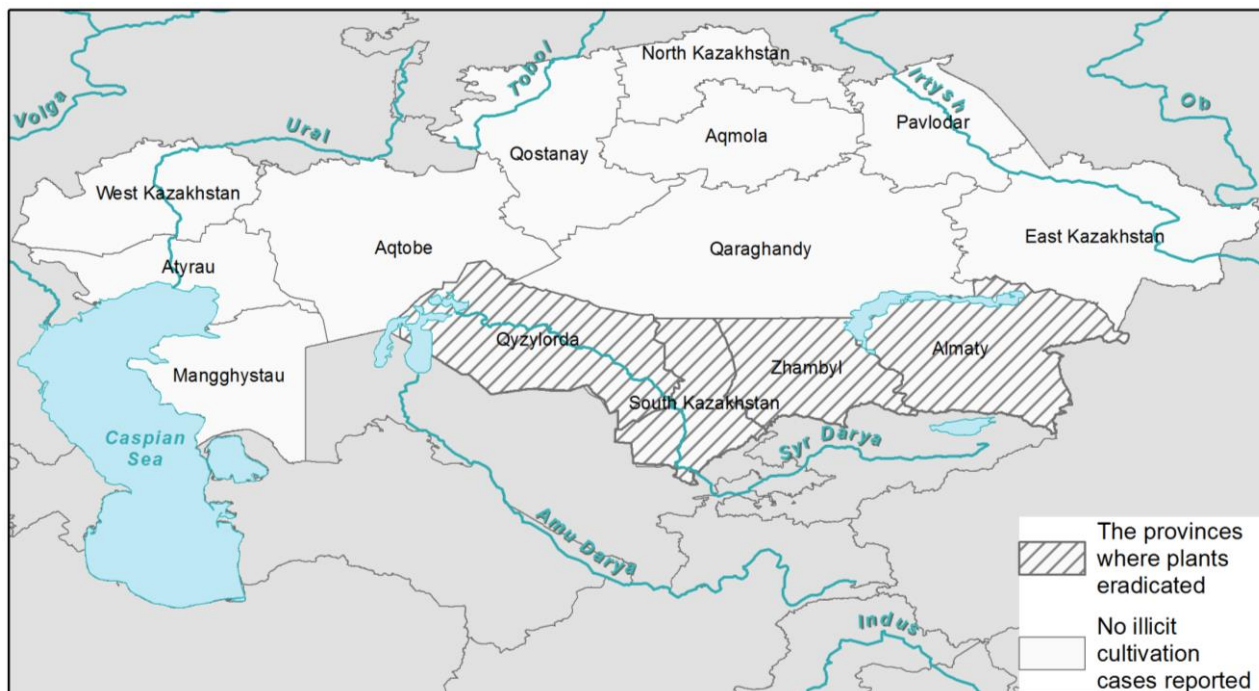 North Kazakhstan
Tobol
Irtysh
Volga
Ob
Pavlodar
Ural
Aqmola
Qostanay
West Kazakhstan
East Kazakhstan
Aqtobe
Qaraghandy
Atyrau
Qyzylorda
Almaty
Zhambyl
Mangghystau
South Kazakhstan
Caspian
Sea
Syr Darya
Amu Darya
Indus
The provinces
where plants
eradicated
No illicit
cultivation
cases reported